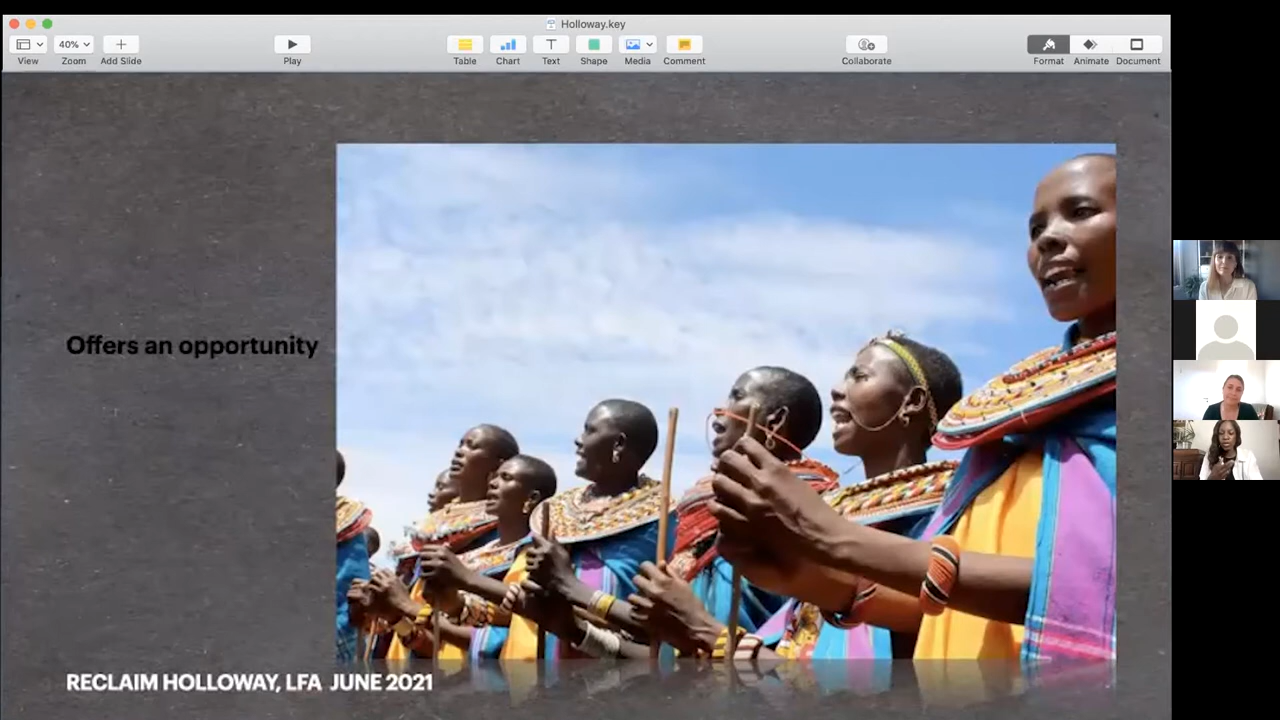 Holloway.key
40%
View
Zoom
Add Slide
Play
Table
Chart
Text
Shape
Media
Comment
Collaborate
Format
Animate
Document
Offers an opportunity
RECLAIM HOLLOWAY, LFA JUNE 2021